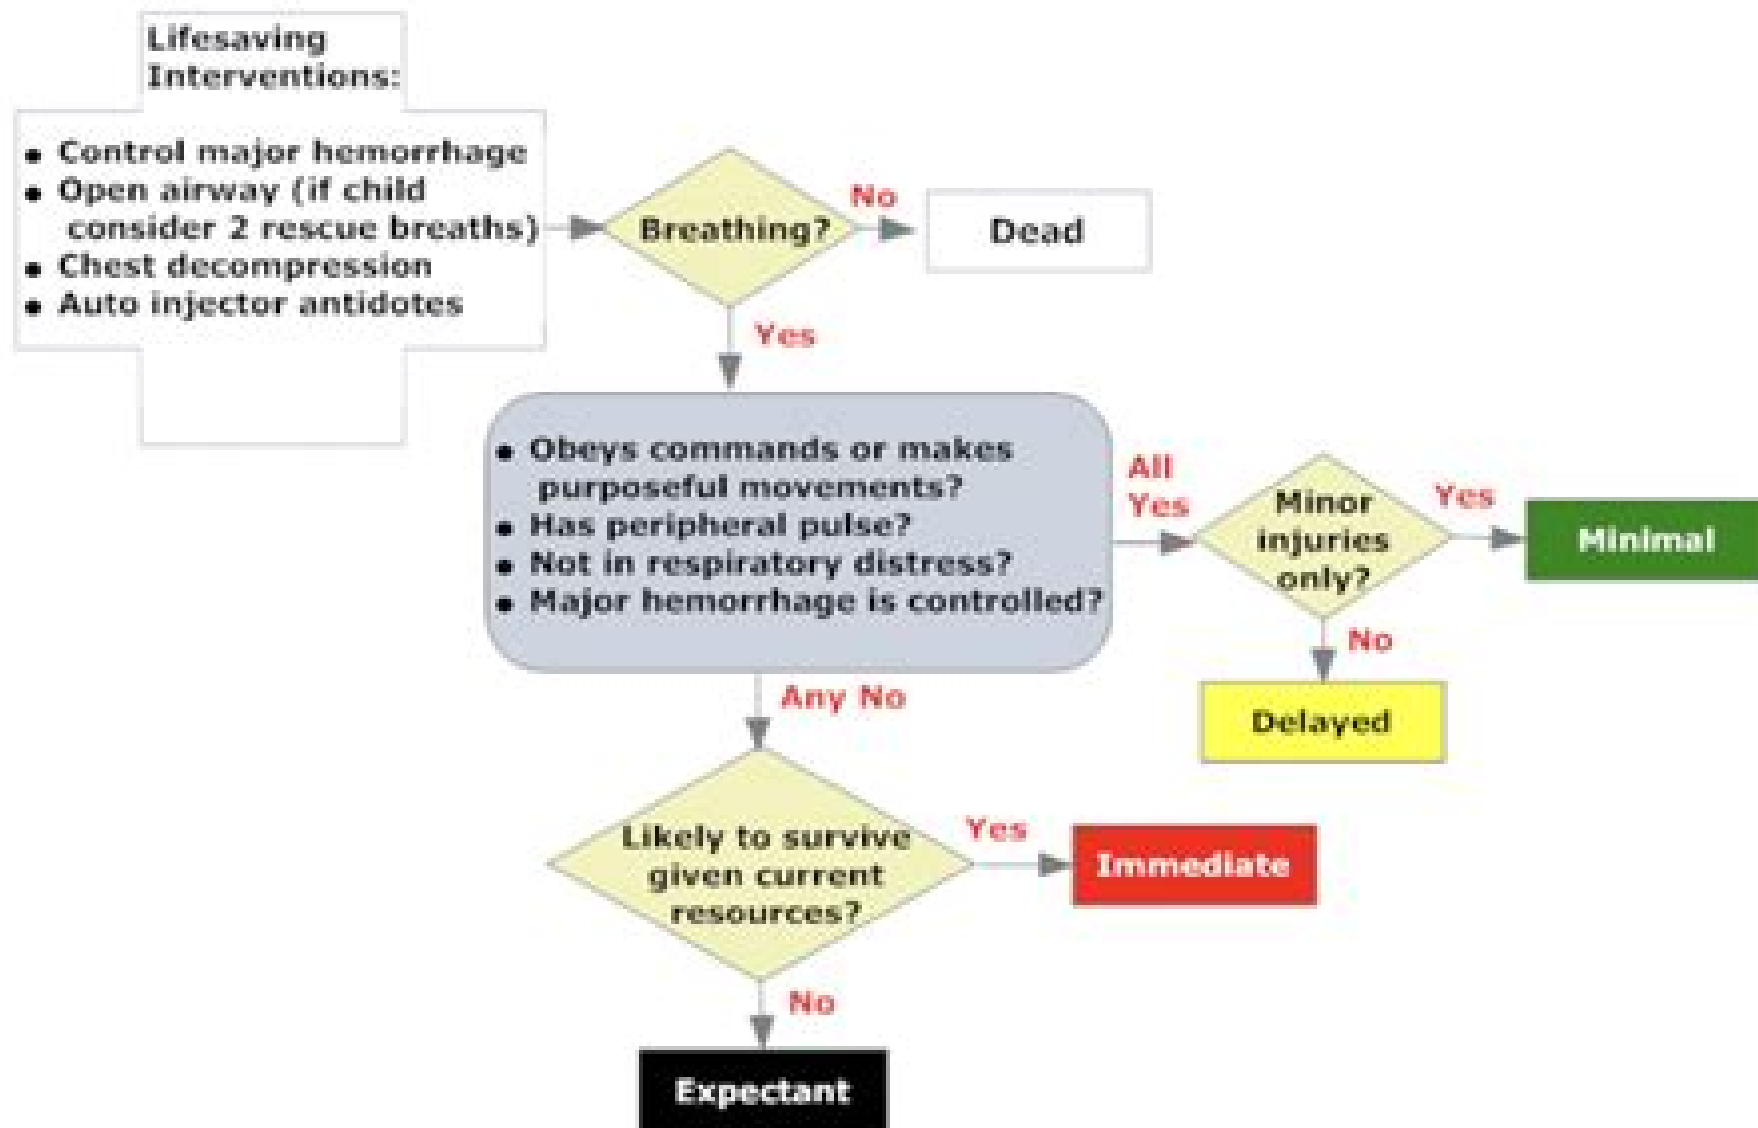 Lifesaving
Interventions:
• Control major hemorrhage
• Open airway (if child
consider 2 rescue breaths)
• Chest decompression
• Auto injector antidotes
Breathing?
No
Dead
Yes
• Obeys commands or makes
purposeful movements?
• Has peripheral pulse?
• Not in respiratory distress?
• Major hemorrhage is controlled?
All
Yes
Minor
injuries
only?
Yes
Minimal
No
Delayed
Any No
Likely to survive
given current
resources?
Yes
Immediate
No
Expectant